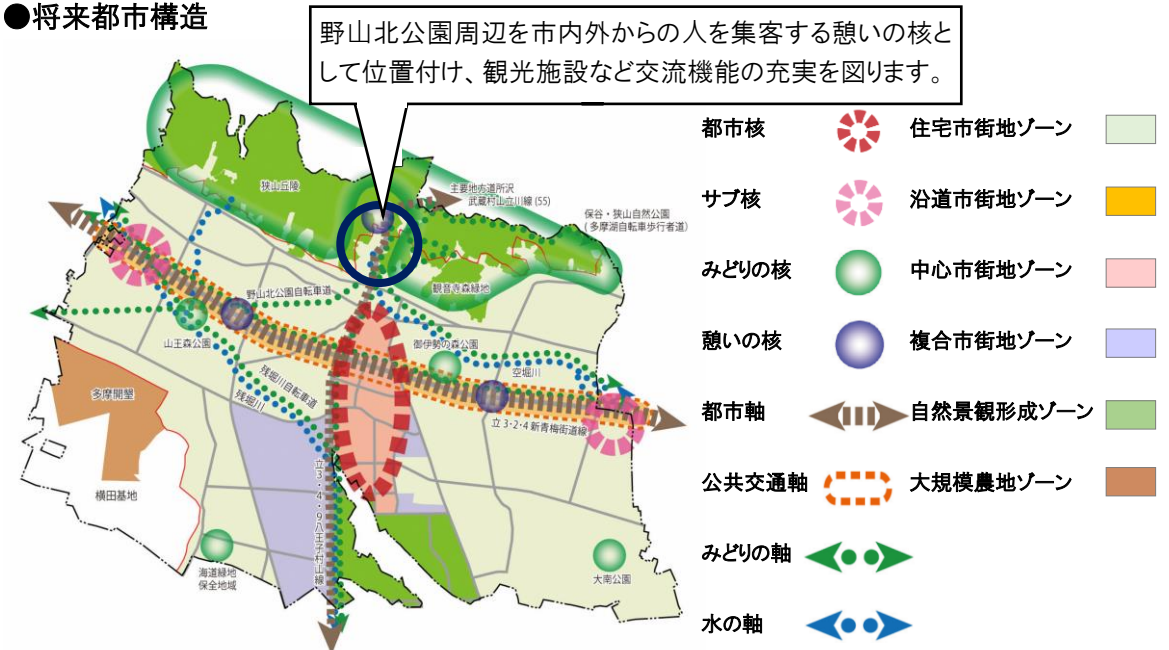 ●将来都市構造
野山北公園周辺を市内外からの人を集客する憩いの核と
して位置付け、観光施設など交流機能の充実を図ります。
狭山丘陵
主要地方道所沢
武蔵村山立川線(55)
保谷・狭山自然公園
(多摩湖自転車歩行者道)
観音寺森緑地
野山北公園自転車道
山王森公園
御伊勢の森公園
空堀川
残堀川自転車道
残堀川
多摩開墾
立3・2・4新青梅街道線
横田基地
立3・4・9八王子村山線
海道緑地
保全地域
大南公園
都市核
住宅市街地ゾーン
サブ核
沿道市街地ゾーン
みどりの核
中心市街地ゾーン
憩いの核
複合市街地ゾーン
都市軸
自然景観形成ゾーン
公共交通軸
大規模農地ゾーン
みどりの軸
水の軸